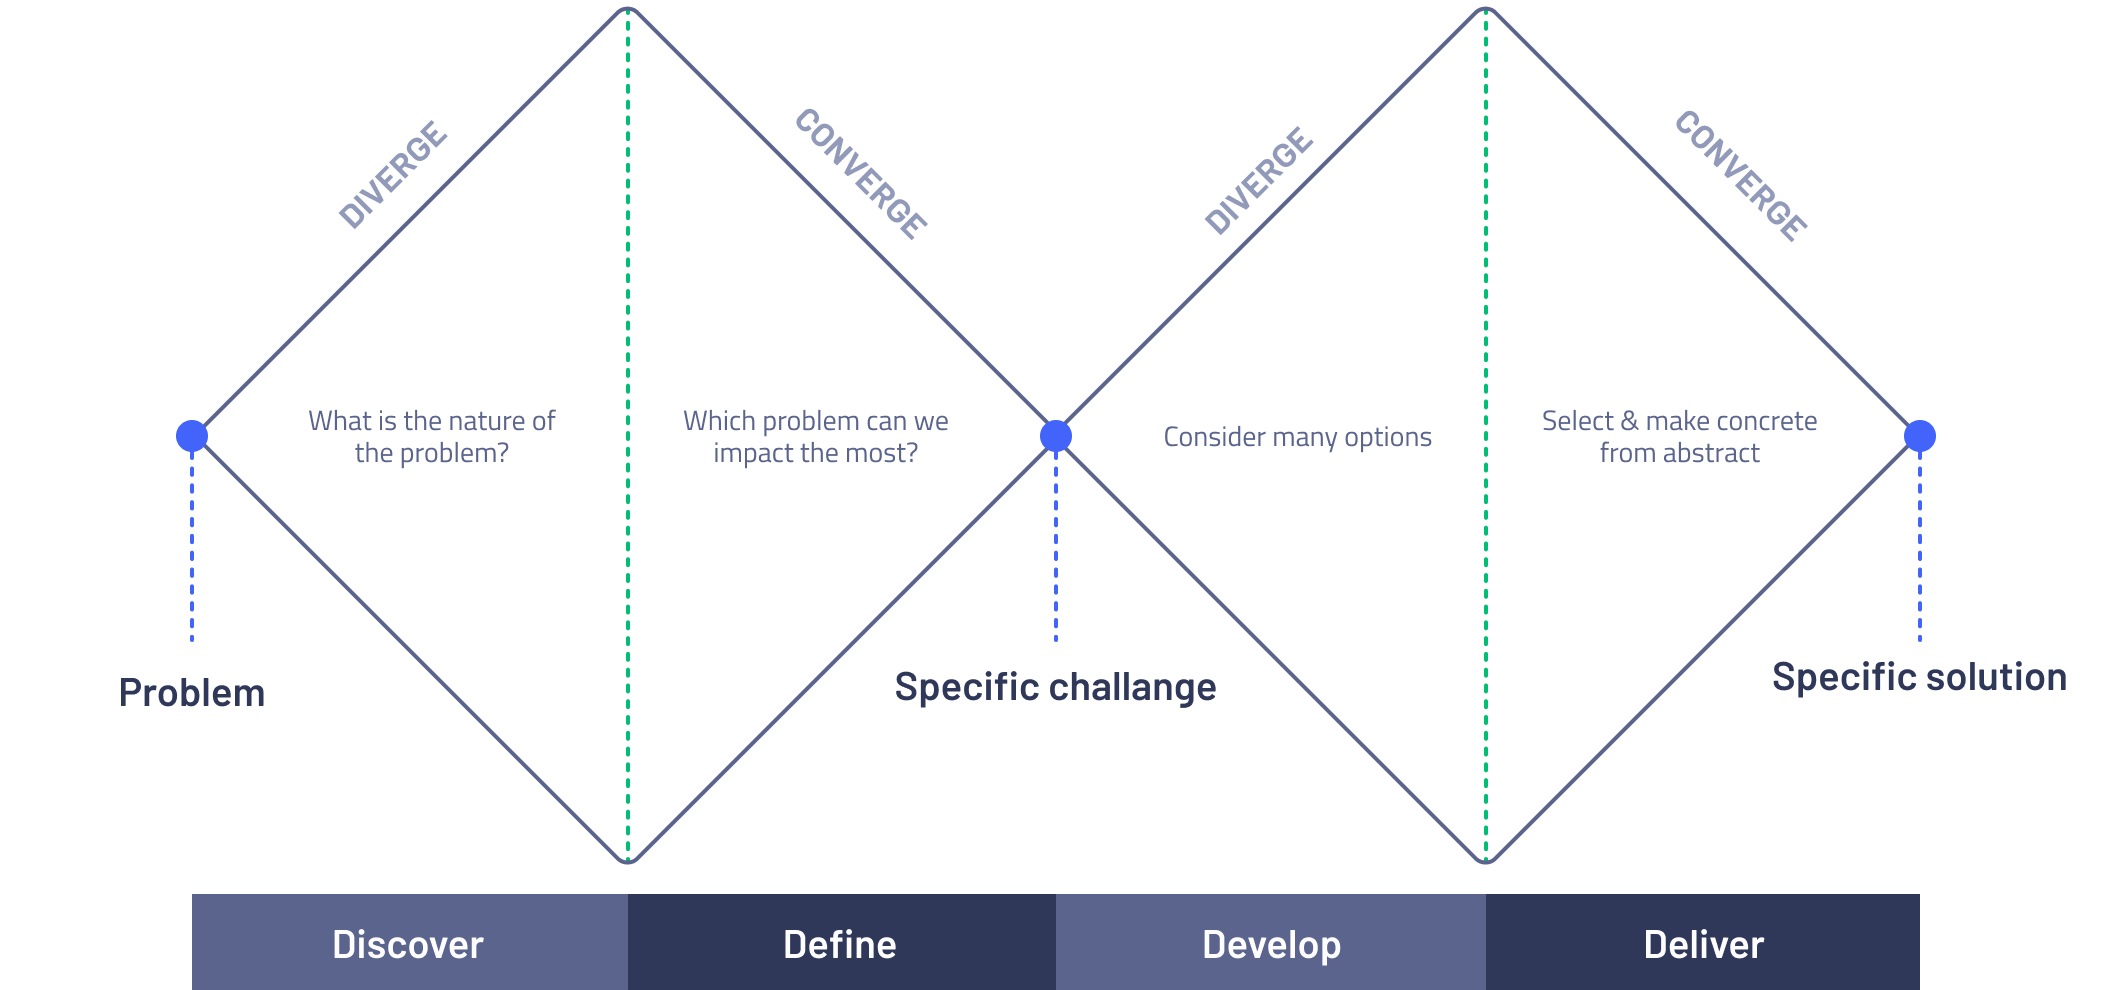 DIVERGE
CONVERGE
DIVERGE
CONVERGE
What is the nature of
the problem?
Which problem can we
impact the most?
Consider many options
Select & make concrete
from abstract
Problem
Specific challange
Specific solution
Discover
Define
Develop
Deliver